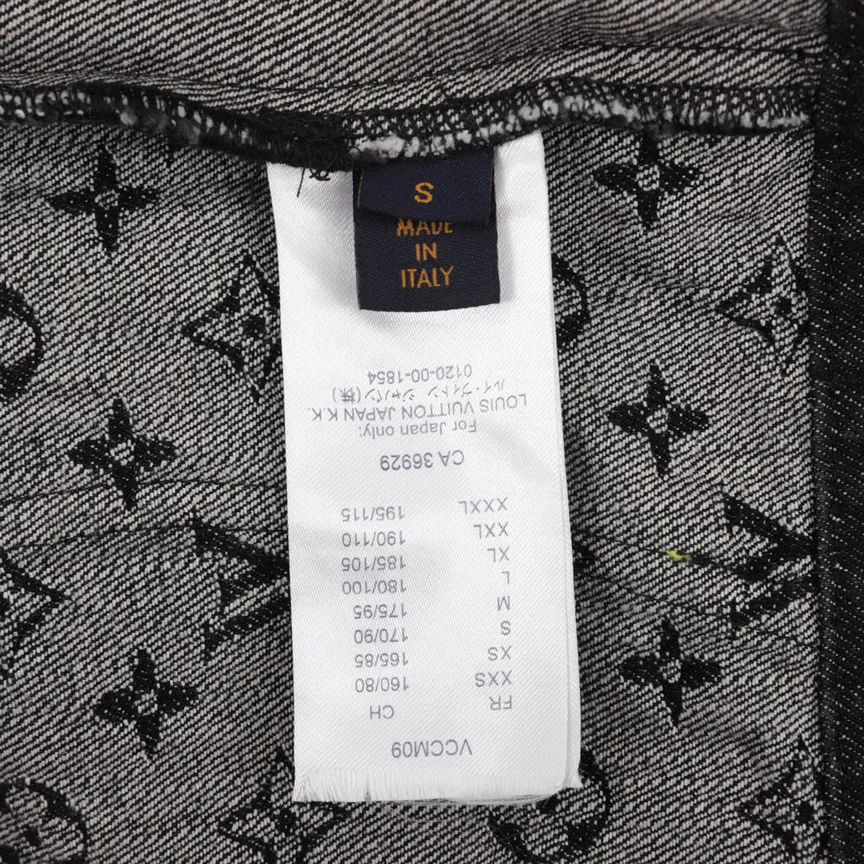 S
MADE
IN
ITALY
VCCM09
FR CH
XXS 160/80
XS 165/85
S 170/90
M 175/95
L 180/100
XL 185/105
XXL 190/110
XXXL 195/115
CA 36929
For Japan only:
LOUIS VUITTON JAPAN K.K.
ルイ・ヴィトン ジャパン(株)
0120-00-1854